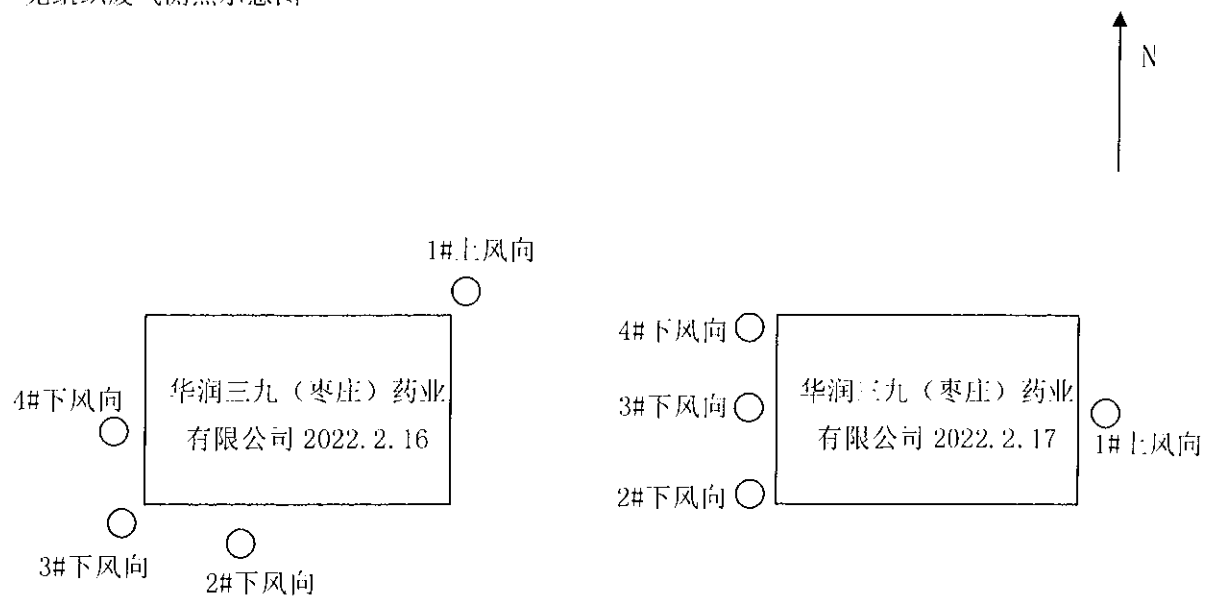 N
1#上风向
华润三九（枣庄）药业
有限公司 2022.2.16
4#下风向
3#下风向
2#下风向
4#下风向
3#下风向
2#下风向
华润三九（枣庄）药业
有限公司 2022.2.17
1#上风向